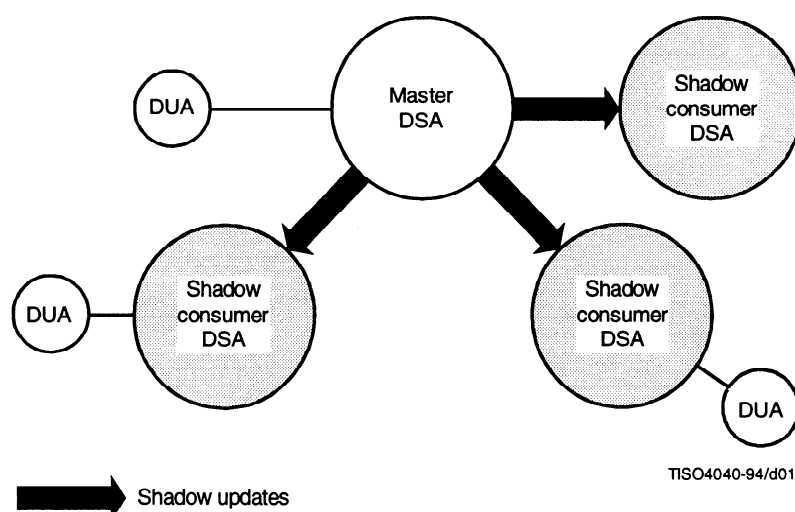 DUA
Master
DSA
Shadow
consumer
DSA
DUA
Shadow
consumer
DSA
Shadow
consumer
DSA
DUA
TISO4040-94/d01
Shadow updates